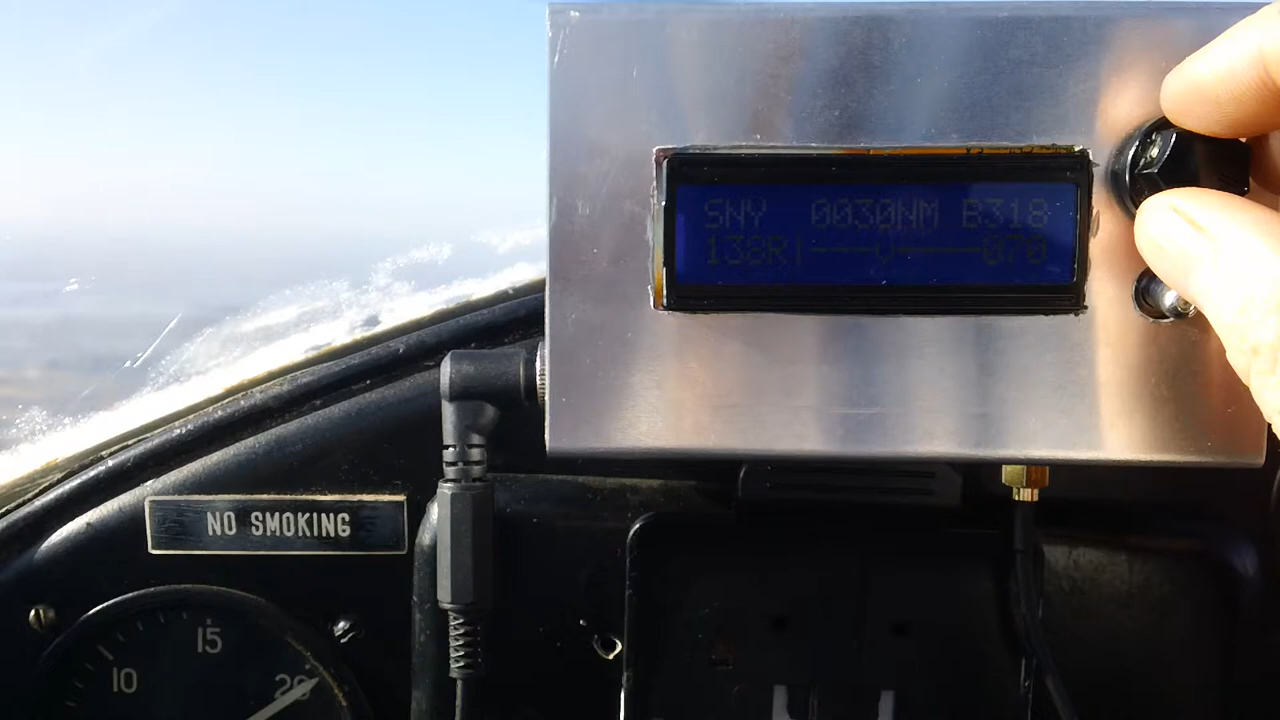 SNY 0030NM B318
138R|---U-----070
NO SMOKING
15
10
20